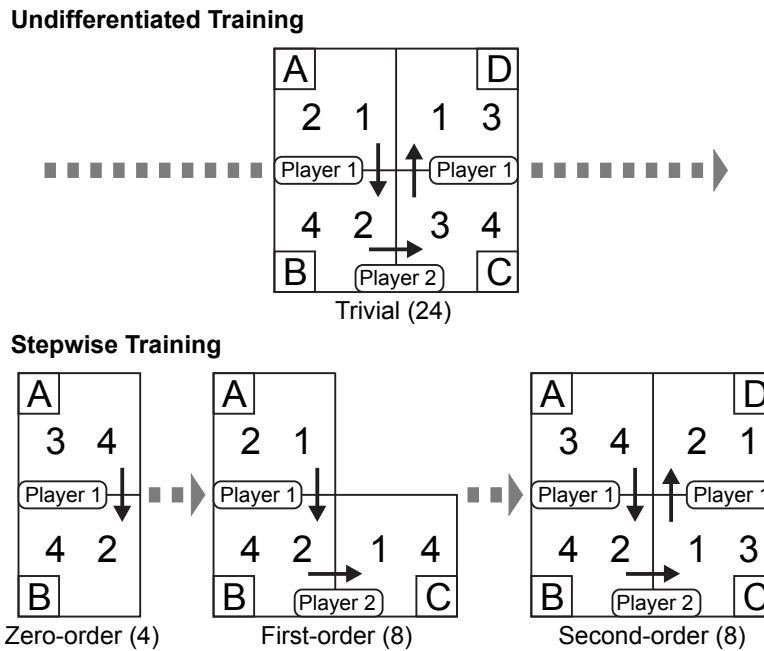 Undifferentiated Training
A D
2 1 1 3
Player 1 Player 1
4 2 3 4
B Player 2 C
Trivial (24)
Stepwise Training
A A A D
3 4 2 1 3 4 2 1
Player 1 Player 1 Player 1 Player 1
4 2 4 2 1 4 4 2 1 3
B B Player 2 C B Player 2 C
Zero-order (4) First-order (8) Second-order (8)